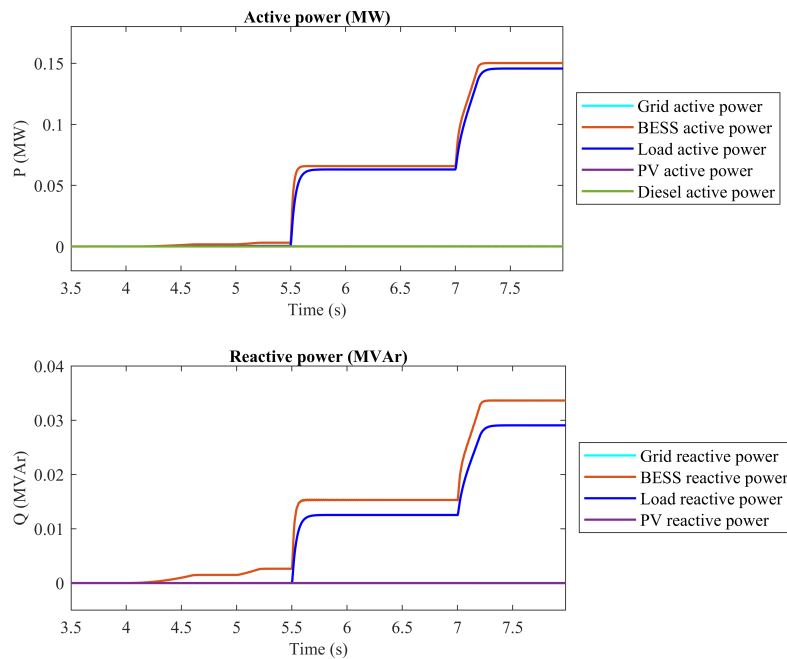 Active power (MW)
0.15
0.1
0.05
0
P (MW)
3.5 4 4.5 5 5.5 6 6.5 7 7.5
Time (s)
Grid active power
BESS active power
Load active power
PV active power
Diesel active power
Reactive power (MVAr)
0.04
0.03
0.02
0.01
0
Q (MVAr)
3.5 4 4.5 5 5.5 6 6.5 7 7.5
Time (s)
Grid reactive power
BESS reactive power
Load reactive power
PV reactive power